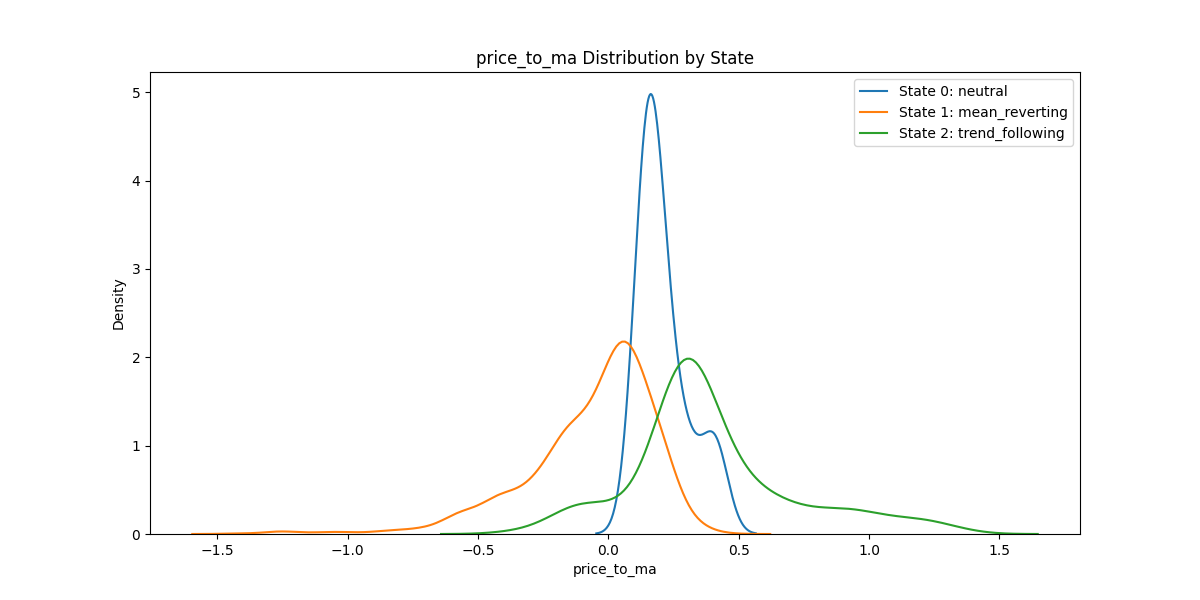 price_to_ma Distribution by State
State 0: neutral
State 1: mean_reverting
State 2: trend_following
Density
5
4
3
2
1
0
−1.5 −1.0 −0.5 0.0 0.5 1.0 1.5
price_to_ma